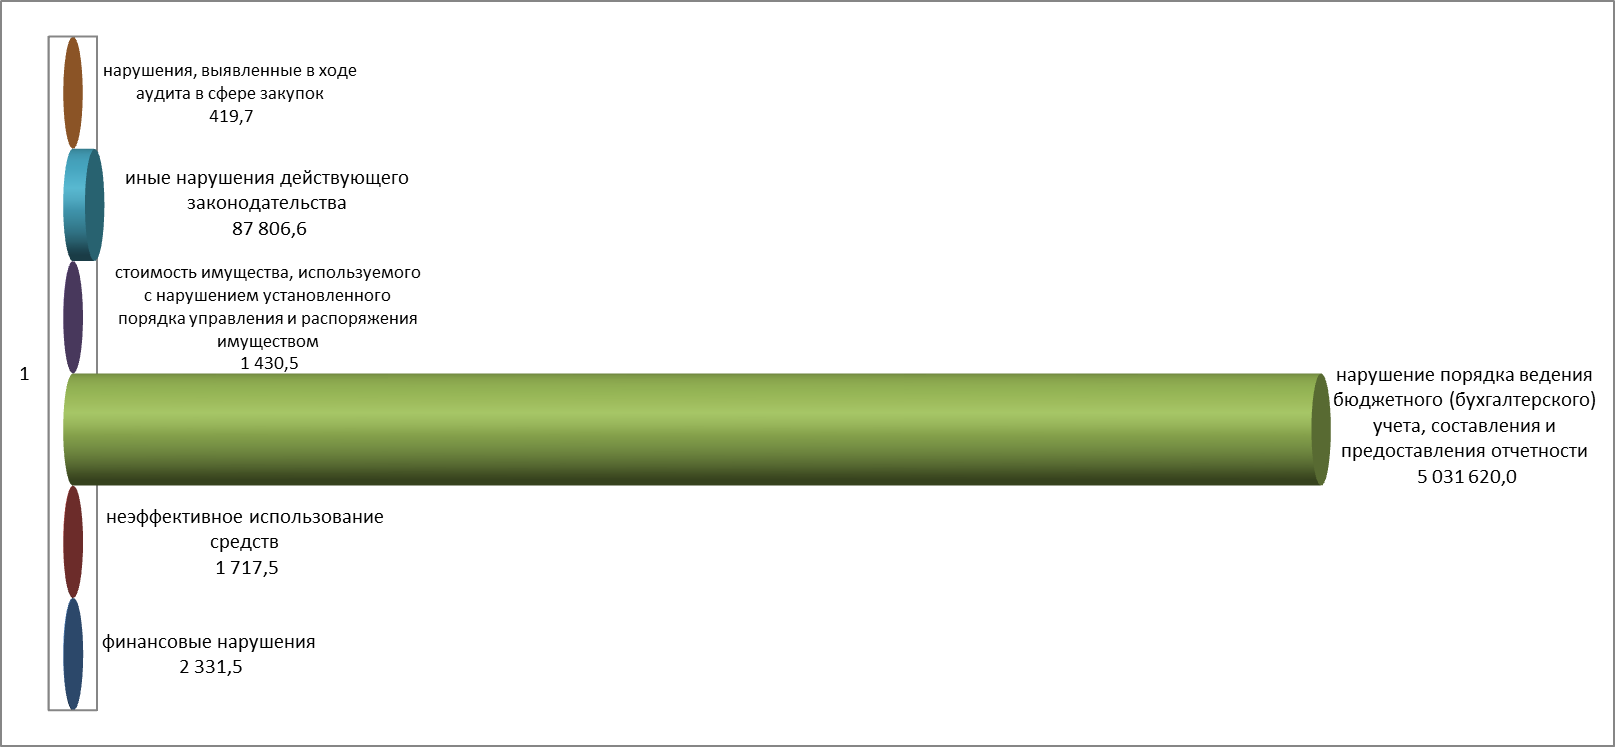 нарушения, выявленные в ходе
аудита в сфере закупок
419,7
иные нарушения действующего
законодательства
87 806,6
стоимость имущества, используемого
с нарушением установленного
порядка управления и распоряжения
имуществом
1 430,5
1
нарушение порядка ведения
бюджетного (бухгалтерского)
учета, составления и
предоставления отчетности
5 031 620,0
неэффективное использование
средств
1 717,5
финансовые нарушения
2 331,5